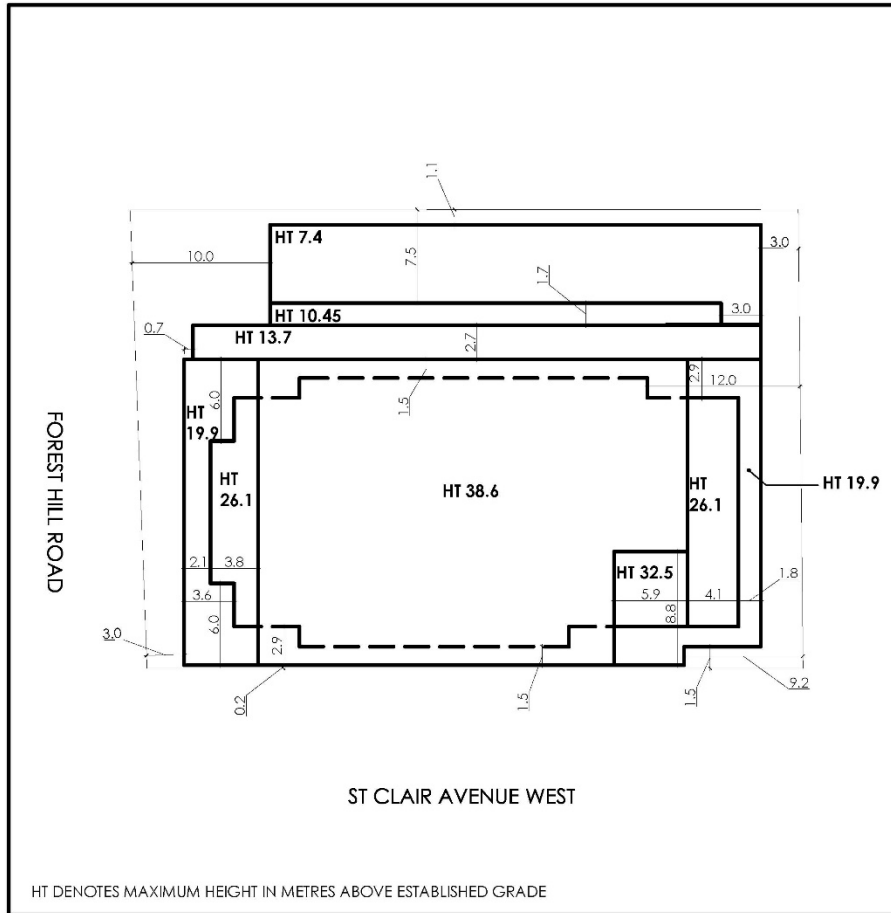 1.1
HT 7.4
3.0
10.0
7.5
1.7
HT 10.45
3.0
0.7
HT 13.7
2.7
2.9
6.0
1.5
12.0
HT
19.9
FOREST HILL ROAD
HT
26.1
HT 38.6
HT
26.1
HT 19.9
2.1
3.8
HT 32.5
5.9
4.1
1.8
3.6
8.8
6.0
3.0
2.9
0.2
1.5
1.5
9.2
ST CLAIR AVENUE WEST
HT DENOTES MAXIMUM HEIGHT IN METRES ABOVE ESTABLISHED GRADE